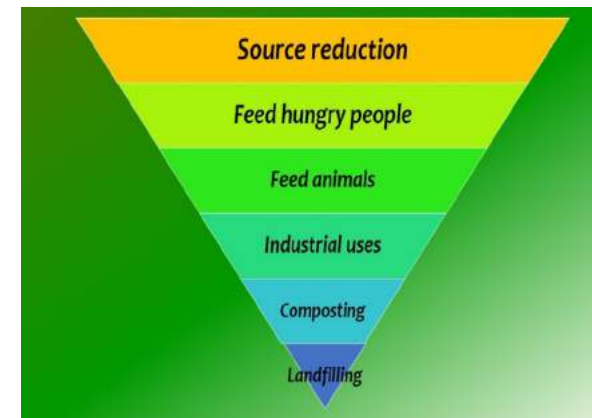 Source reduction
Feed hungry people
Feed animals
Industrial uses
Composting
Landfilling